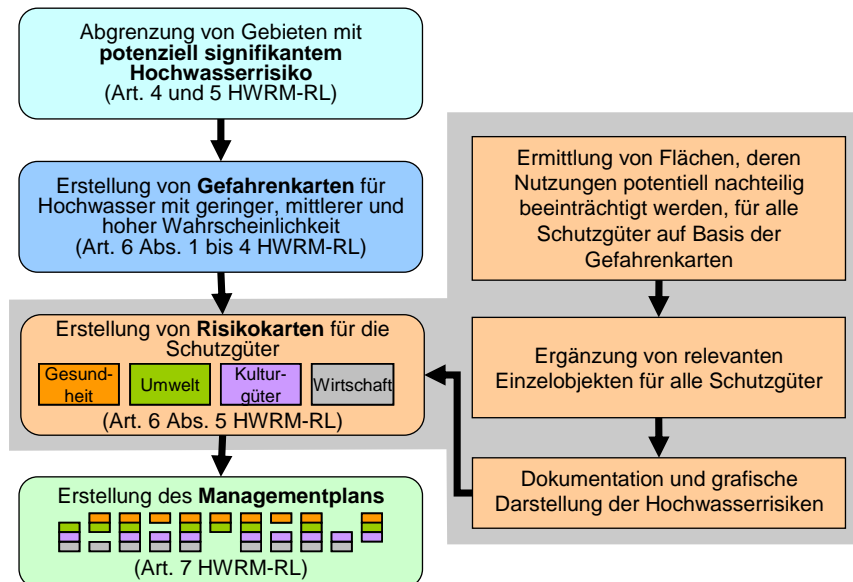 Abgrenzung von Gebieten mit
potenziell signifikantem
Hochwasserrisiko
(Art. 4 und 5 HWRM-RL)
Erstellung von Gefahrenkarten für
Hochwasser mit geringer, mittlerer und
hoher Wahrscheinlichkeit
(Art. 6 Abs. 1 bis 4 HWRM-RL)
Erstellung von Risikokarten für die
Schutzgüter
Gesund-
heit
Umwelt
Kultur-
güter
Wirtschaft
(Art. 6 Abs. 5 HWRM-RL)
Erstellung des Managementplans
(Art. 7 HWRM-RL)
Ermittlung von Flächen, deren
Nutzungen potentiell nachteilig
beeinträchtigt werden, für alle
Schutzgüter auf Basis der
Gefahrenkarten
Ergänzung von relevanten
Einzelobjekten für alle Schutzgüter
Dokumentation und grafische
Darstellung der Hochwasserrisiken